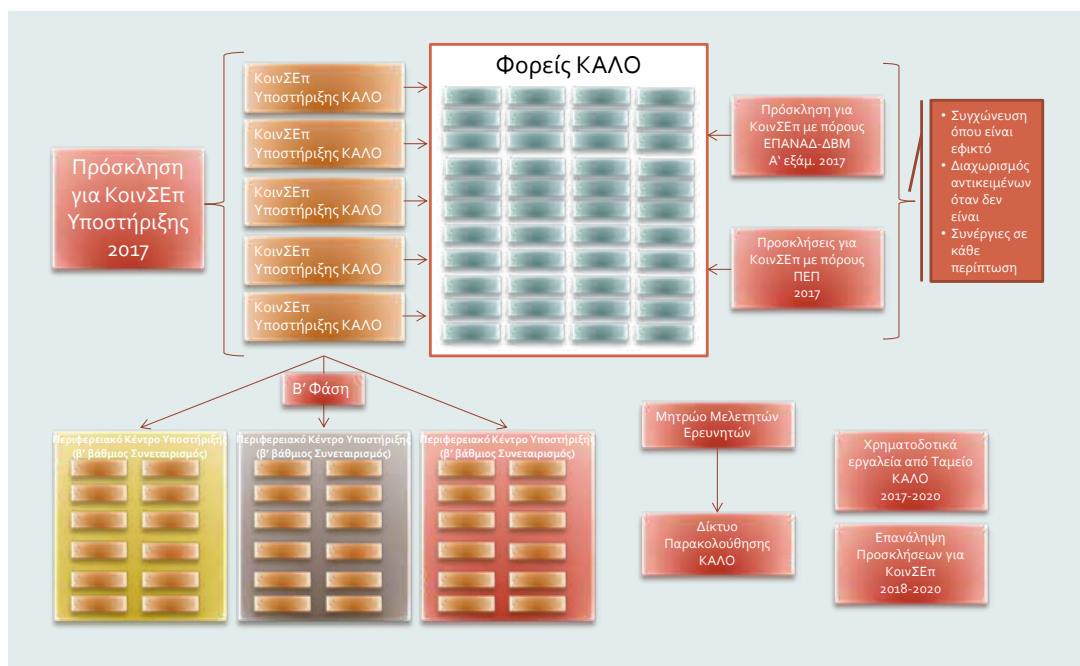 Πρόσκληση
για ΚοινΣΕπ
Υποστήριξης
2017
ΚοινΣΕπ
Υποστήριξης ΚΑΛΟ
ΚοινΣΕπ
Υποστήριξης ΚΑΛΟ
ΚοινΣΕπ
Υποστήριξης ΚΑΛΟ
ΚοινΣΕπ
Υποστήριξης ΚΑΛΟ
ΚοινΣΕπ
Υποστήριξης ΚΑΛΟ
Φορείς ΚΑΛΟ
Πρόσκληση για
ΚοινΣΕπ με πόρους
ΕΠΑΝΑΔ-ΔΒΜ
Α' εξάμ. 2017
Προσκλήσεις για
ΚοινΣΕπ με πόρους
ΠΕΠ
2017
• Συγχώνευση
όπου είναι
εφικτό
• Διαχωρισμός
αντικειμένων
όταν δεν
είναι
• Συνέργιες σε
κάθε
περίπτωση
Β' Φάση
Περιφερειακό Κέντρο Υποστήριξης
(β' βάθμιος Συνεταιρισμός)
Περιφερειακό Κέντρο Υποστήριξης
(β' βάθμιος Συνεταιρισμός)
Περιφερειακό Κέντρο Υποστήριξης
(β' βάθμιος Συνεταιρισμός)
Μητρώο Μελετητών
Ερευνητών
Δίκτυο
Παρακολούθησης
ΚΑΛΟ
Χρηματοδοτικά
εργαλεία από Ταμείο
ΚΑΛΟ
2017-2020
Επανάληψη
Προσκλήσεων για
ΚοινΣΕπ
2018-2020